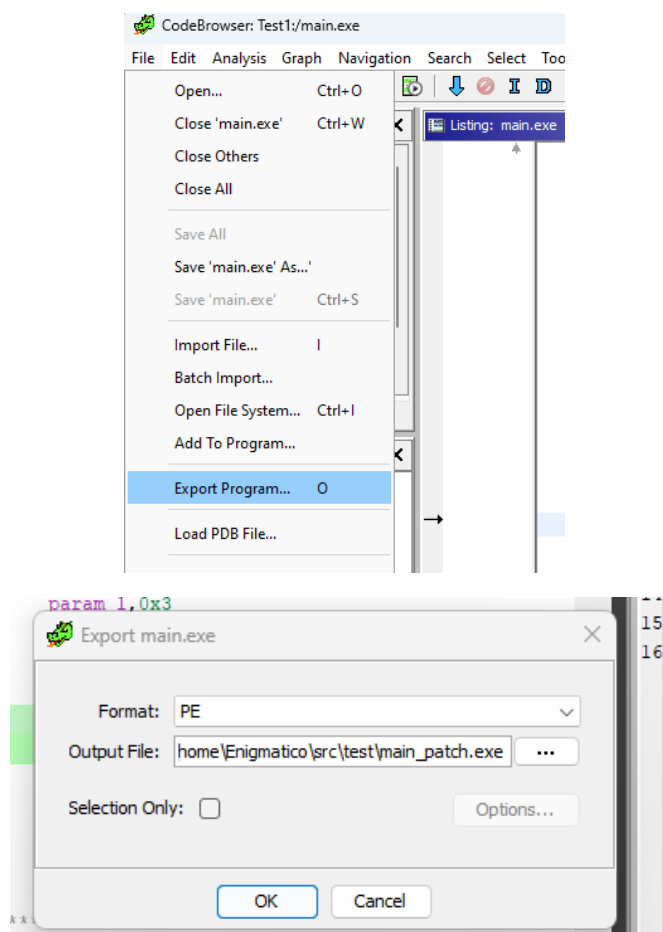 CodeBrowser: Test1:/main.exe
File Edit Analysis Graph Navigation Search Select Too
Open... Ctrl+O
Close 'main.exe' Ctrl+W
Listing: main.exe
Close Others
Close All
Save All
Save 'main.exe' As...'
Save 'main.exe' Ctrl+S
Import File... I
Batch Import...
Open File System... Ctrl+I
Add To Program...
Export Program... O
Load PDB File...
param_1,0x3
Export main.exe
15
16
Format: PE
Output File: home\Enigmatico\src\test\main_patch.exe ...
Selection Only: Options...
OK Cancel
**